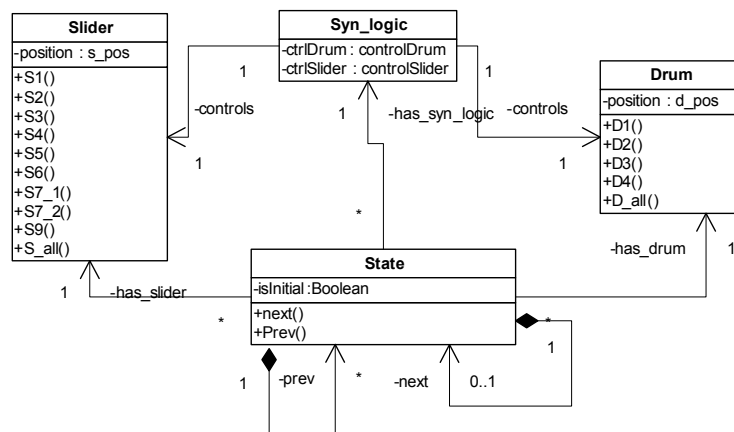 Slider
-position : s_pos
+S1()
+S2()
+S3()
+S4()
+S5()
+S6()
+S7_1()
+S7_2()
+S9()
+S_all()
Syn_logic
-ctrlDrum : controlDrum
-ctrlSlider : controlSlider
Drum
-position : d_pos
+D1()
+D2()
+D3()
+D4()
+D_all()
1
-controls
1
1
-controls
1
1
-has_syn_logic
*
State
-isInitial :Boolean
+next()
+Prev()
1
-has_slider
*
-has_drum
1
*
1
-prev
*
-next
0..1
1